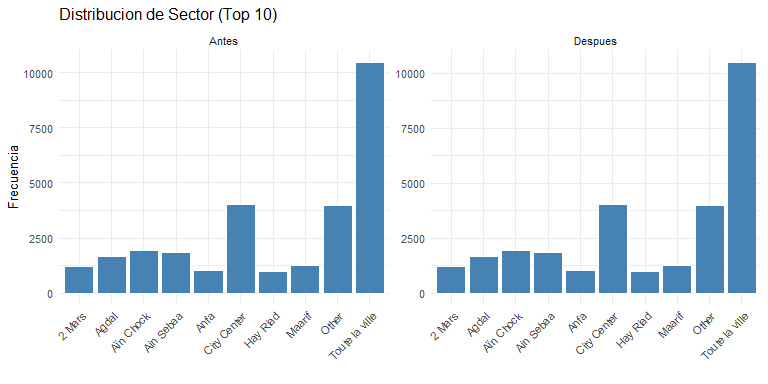 Distribucion de Sector (Top 10)
Antes
Despues
Frecuencia
10000
7500
5000
2500
0
2 Mars
Agdal
Aïn Chock
Ain Sebaa
Anfa
City Center
Hay Riad
Maarif
Other
Toute la ville
10000
7500
5000
2500
0
2 Mars
Agdal
Aïn Chock
Ain Sebaa
Anfa
City Center
Hay Riad
Maarif
Other
Toute la ville